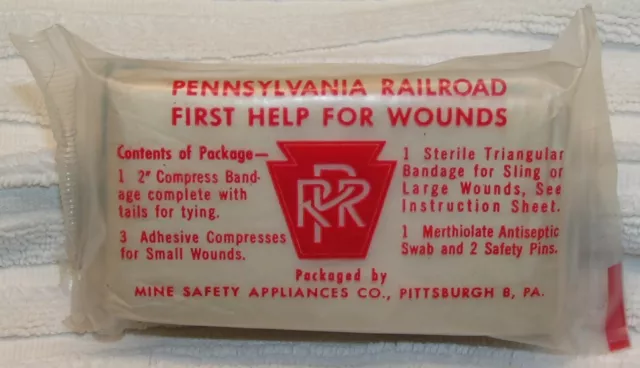 PENNSYLVANIA RAILROAD
FIRST HELP FOR WOUNDS
Contents of Package—
1 2" Compress Band-
age complete with
tails for tying.
3 Adhesive Compresses
for Small Wounds.
PRR
1 Sterile Triangular
Bandage for Sling or
Large Wounds, See
Instruction Sheet.
1 Merthiolate Antiseptic
Swab and 2 Safety Pins.
Packaged by
MINE SAFETY APPLIANCES CO., PITTSBURGH 8, PA.